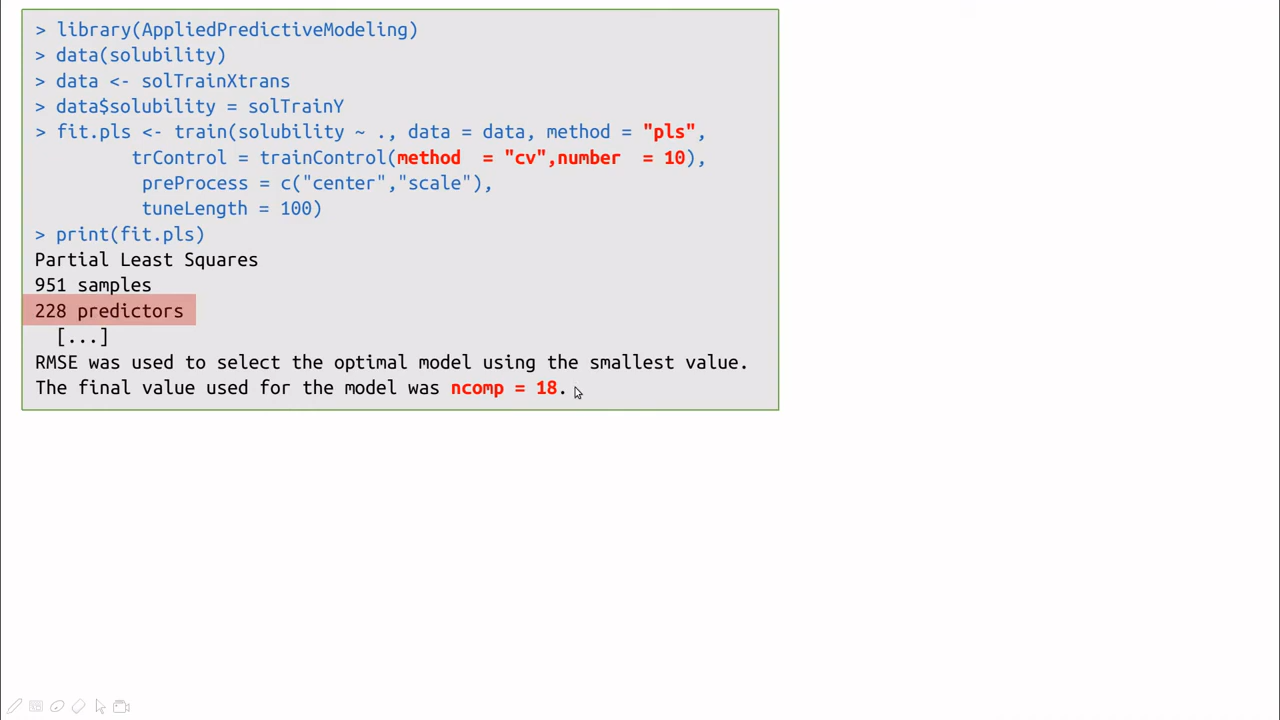 > library(AppliedPredictiveModeling)
> data(solubility)
> data <- solTrainXtrans
> data$solubility = solTrainY
> fit.pls <- train(solubility ~ ., data = data, method = "pls",
trControl = trainControl(method  = "cv",number  = 10),
preProcess = c("center","scale"),
tuneLength = 100)
> print(fit.pls)
Partial Least Squares
951 samples
228 predictors
[...]
RMSE was used to select the optimal model using the smallest value.
The final value used for the model was ncomp = 18.